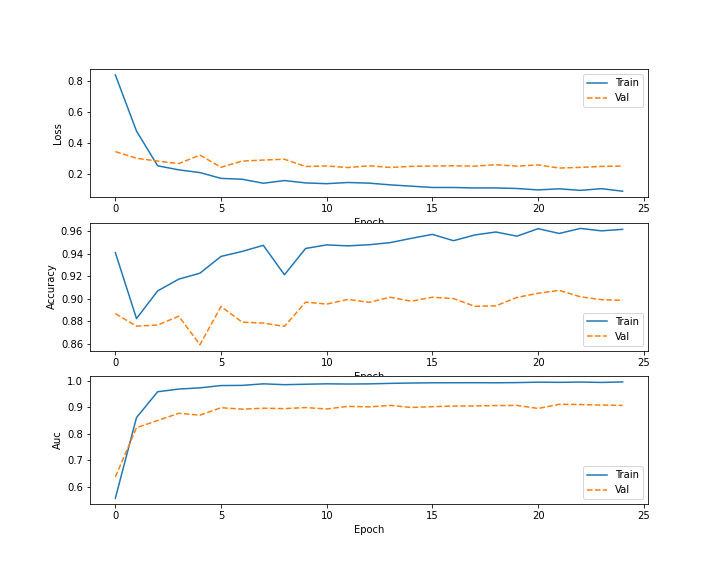 Loss
0.8
0.6
0.4
0.2
Train
Val
0 5 10 15 20 25
Epoch
Accuracy
0.96
0.94
0.92
0.90
0.88
0.86
Train
Val
0 5 10 15 20 25
Epoch
Auc
1.0
0.9
0.8
0.7
0.6
Train
Val
0 5 10 15 20 25
Epoch